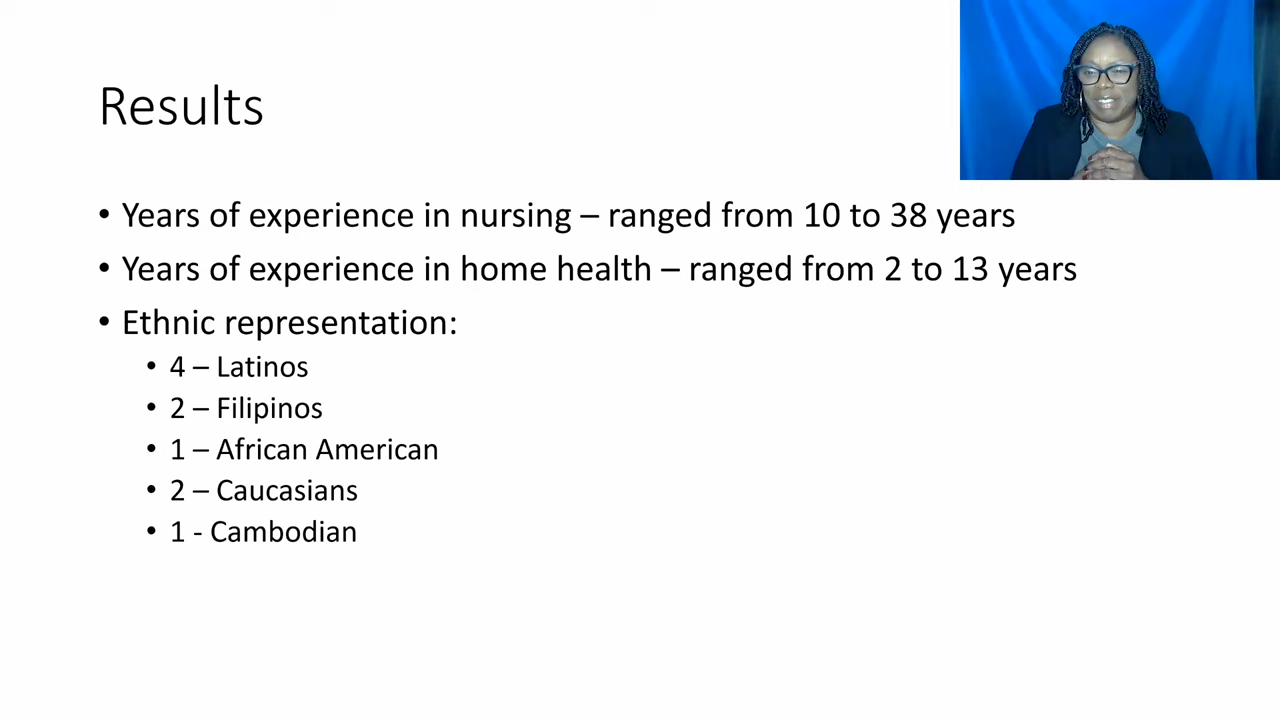 Results
• Years of experience in nursing – ranged from 10 to 38 years
• Years of experience in home health – ranged from 2 to 13 years
• Ethnic representation:
• 4 – Latinos
• 2 – Filipinos
• 1 – African American
• 2 – Caucasians
• 1 - Cambodian